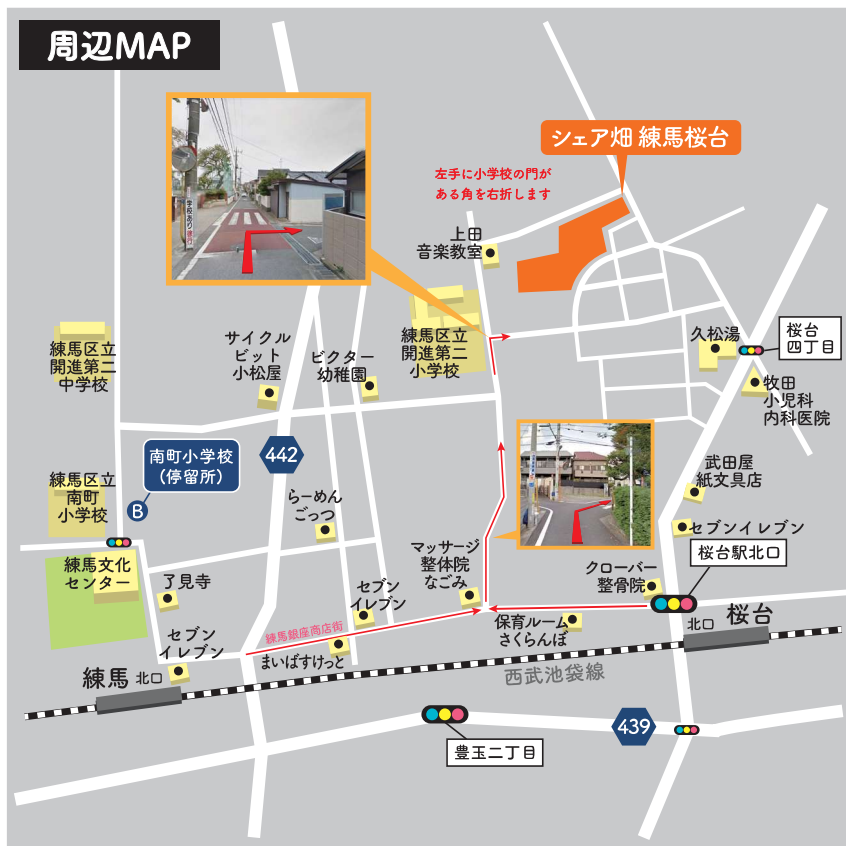 周辺MAP
シェア畑 練馬桜台
左手に小学校の門が
ある角を右折します
学校あり
上田
音楽教室
練馬区立
開進第二
中学校
サイクル
ピット
小松屋
ビクター
幼稚園
練馬区立
開進第二
小学校
久松湯
桜台
四丁目
牧田
小児科
内科医院
442
南町小学校
（停留所）
B
練馬区立
南町
小学校
らーめん
ごっつ
武田屋
紙文具店
セブンイレブン
桜台駅北口
マッサージ
整体院
なごみ
クローバー
整骨院
練馬文化
センター
了見寺
セブン
イレブン
保育ルーム
さくらんぼ
北口 桜台
練馬銀座商店街
セブン
イレブン
まいばすけっと
練馬 北口
西武池袋線
439
豊玉二丁目